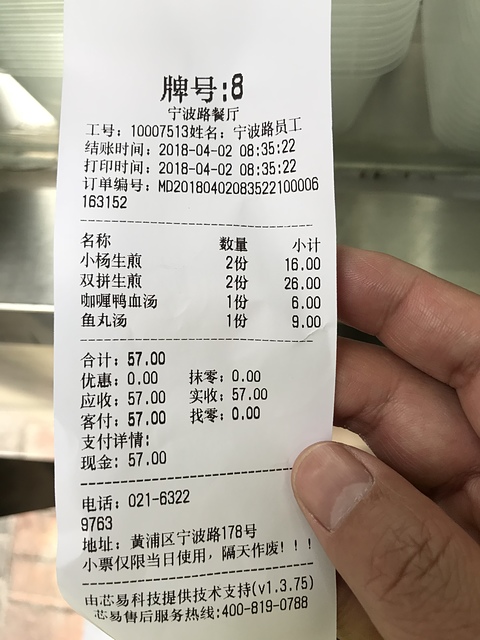 牌号:8
宁波路餐厅
工号: 10007513姓名: 宁波路员工
结账时间: 2018-04-02 08:35:22
打印时间: 2018-04-02 08:35:22
订单编号: MD20180402083522100006
163152
名称 数量 小计
小杨生煎 2份 16.00
双拼生煎 2份 26.00
咖喱鸭血汤 1份 6.00
鱼丸汤 1份 9.00
合计: 57.00
优惠: 0.00 抹零: 0.00
应收: 57.00 实收: 57.00
客付: 57.00 找零: 0.00
支付详情:
现金: 57.00
电话: 021-6322
9763
地址: 黄浦区宁波路178号
小票仅限当日使用, 隔天作废!!!
由芯易科技提供技术支持(v1.3.75)
芯易售后服务热线:400-819-0788